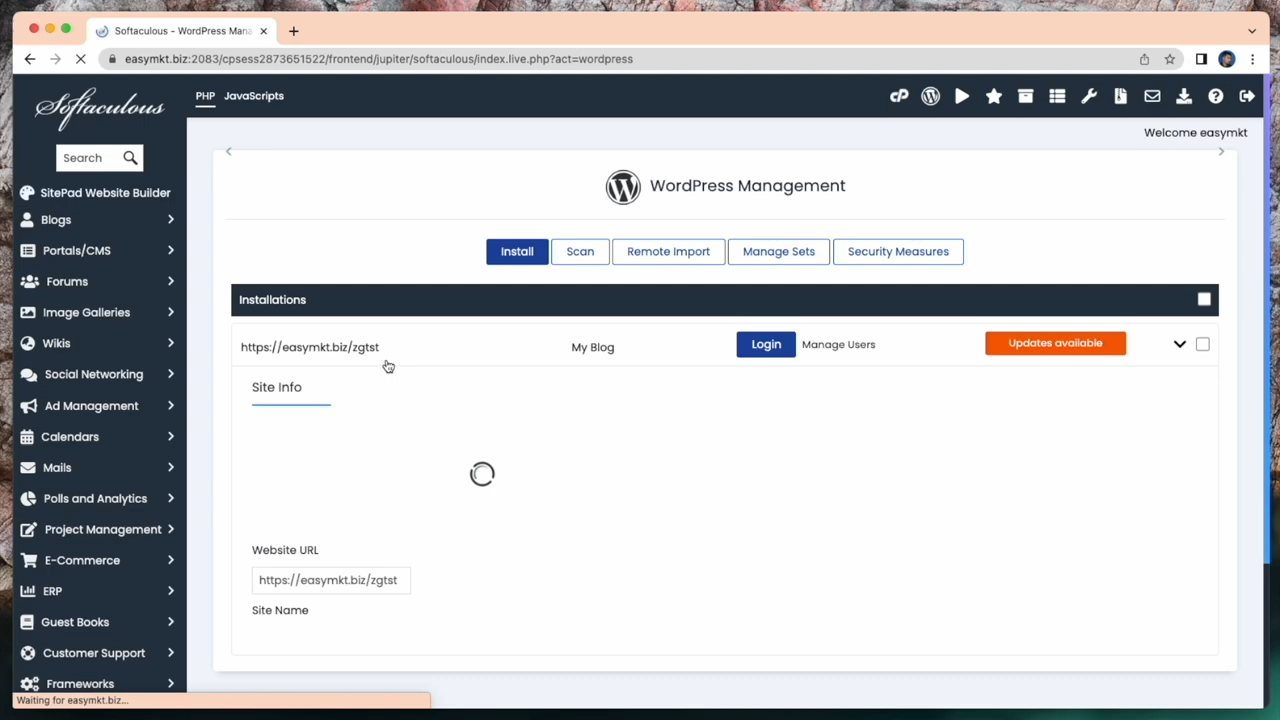 Softaculous - WordPress Mana
easymkt.biz:2083/cpsess2873651522/frontend/jupiter/softaculous/index.live.php?act=wordpress
Softaculous
PHP JavaScripts
Welcome easymkt
Search
SitePad Website Builder
Blogs
Portals/CMS
Forums
Image Galleries
Wikis
Social Networking
Ad Management
Calendars
Mails
Polls and Analytics
Project Management
E-Commerce
ERP
Guest Books
Customer Support
Frameworks
WordPress Management
Install Scan Remote Import Manage Sets Security Measures
Installations
https://easymkt.biz/zgtst My Blog Login Manage Users Updates available
Site Info
Website URL
https://easymkt.biz/zgtst
Site Name
Waiting for easymkt.biz...